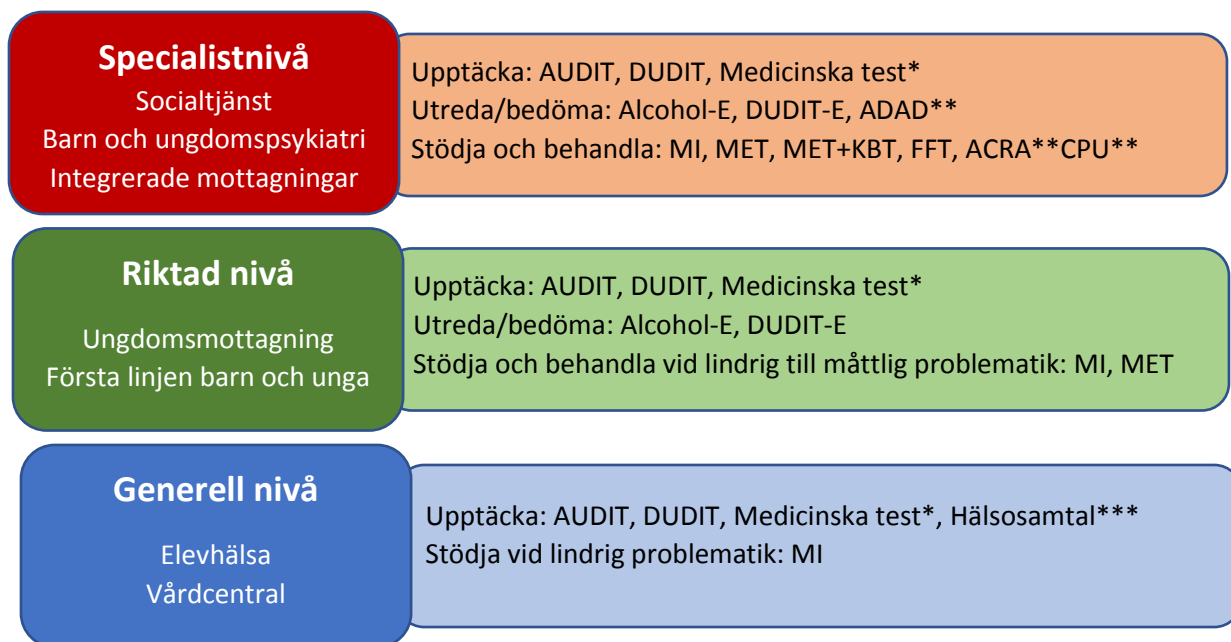 Specialistnivå
Socialtjänst
Barn och ungdomspsykiatri
Integrerade mottagningar
Upptäcka: AUDIT, DUDIT, Medicinska test*
Utreda/bedöma: Alcohol-E, DUDIT-E, ADAD**
Stödja och behandla: MI, MET, MET+KBT, FFT, ACRA**CPU**
Riktad nivå
Ungdomsmottagning
Första linjen barn och unga
Upptäcka: AUDIT, DUDIT, Medicinska test*
Utreda/bedöma: Alcohol-E, DUDIT-E
Stödja och behandla vid lindrig till måttlig problematik: MI, MET
Generell nivå
Elevhälsa
Vårdcentral
Upptäcka: AUDIT, DUDIT, Medicinska test*, Hälsosamtal***
Stödja vid lindrig problematik: MI